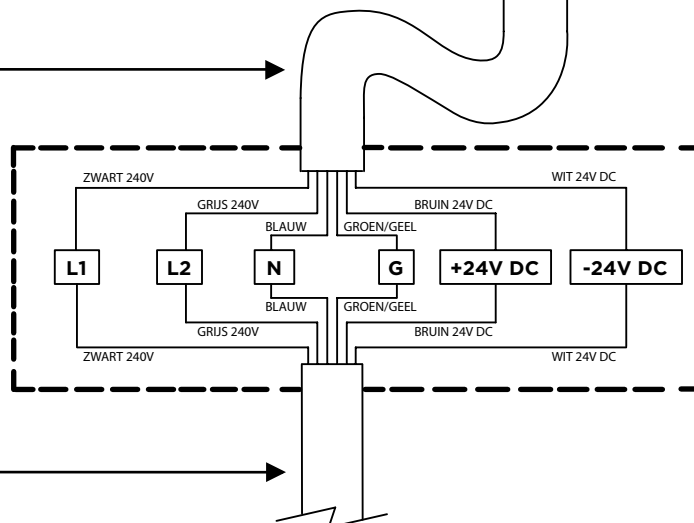 ZWART 240V
WIT 24V DC
GRIJS 240V
BRUIN 24V DC
BLAUW
GROEN/GEEL
L1
L2
N
G
+24V DC
-24V DC
BLAUW
GROEN/GEEL
GRIJS 240V
BRUIN 24V DC
ZWART 240V
WIT 24V DC